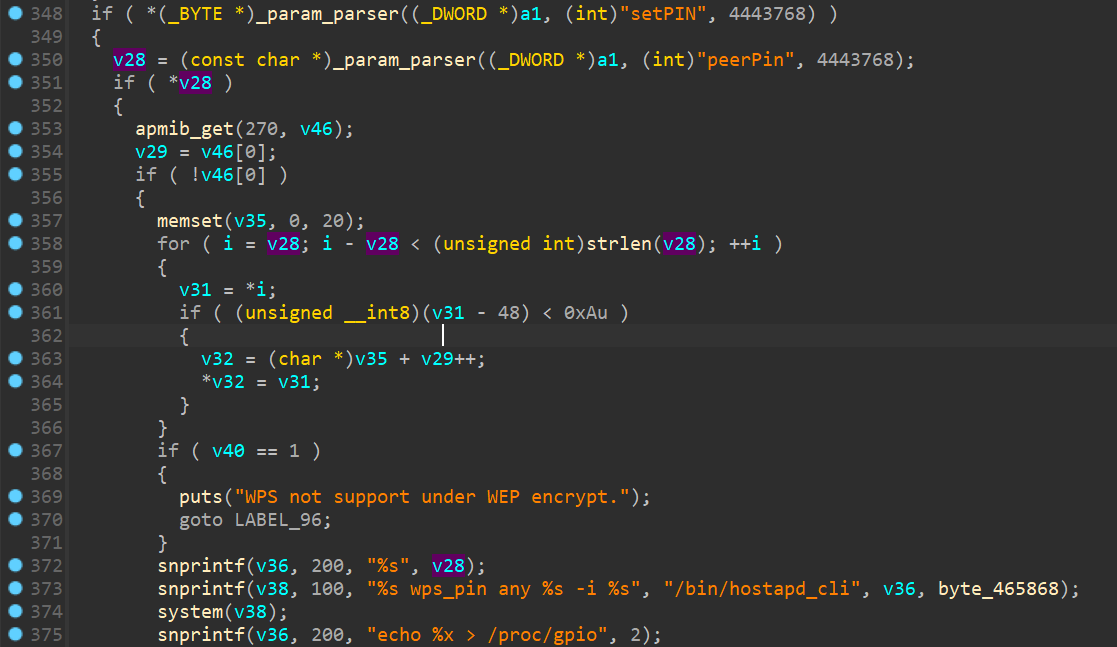 348 if ( *(_BYTE *)_param_parser((_DWORD *)a1, (int)"setPIN", 4443768) )
349 {
350 v28 = (const char *)_param_parser((_DWORD *)a1, (int)"peerPin", 4443768);
351 if ( *v28 )
352 {
353 apmib_get(270, v46);
354 v29 = v46[0];
355 if ( !v46[0] )
356 {
357 memset(v35, 0, 20);
358 for ( i = v28; i - v28 < (unsigned int)strlen(v28); ++i )
359 {
360 v31 = *i;
361 if ( (unsigned __int8)(v31 - 48) < 0xAu )
362 {
363 v32 = (char *)v35 + v29++;
364 *v32 = v31;
365 }
366 }
367 if ( v40 == 1 )
368 {
369 puts("WPS not support under WEP encrypt.");
370 goto LABEL_96;
371 }
372 snprintf(v36, 200, "%s", v28);
373 snprintf(v38, 100, "%s wps_pin any %s -i %s", "/bin/hostapd_cli", v36, byte_465868);
374 system(v38);
375 snprintf(v36, 200, "echo %x > /proc/gpio", 2);